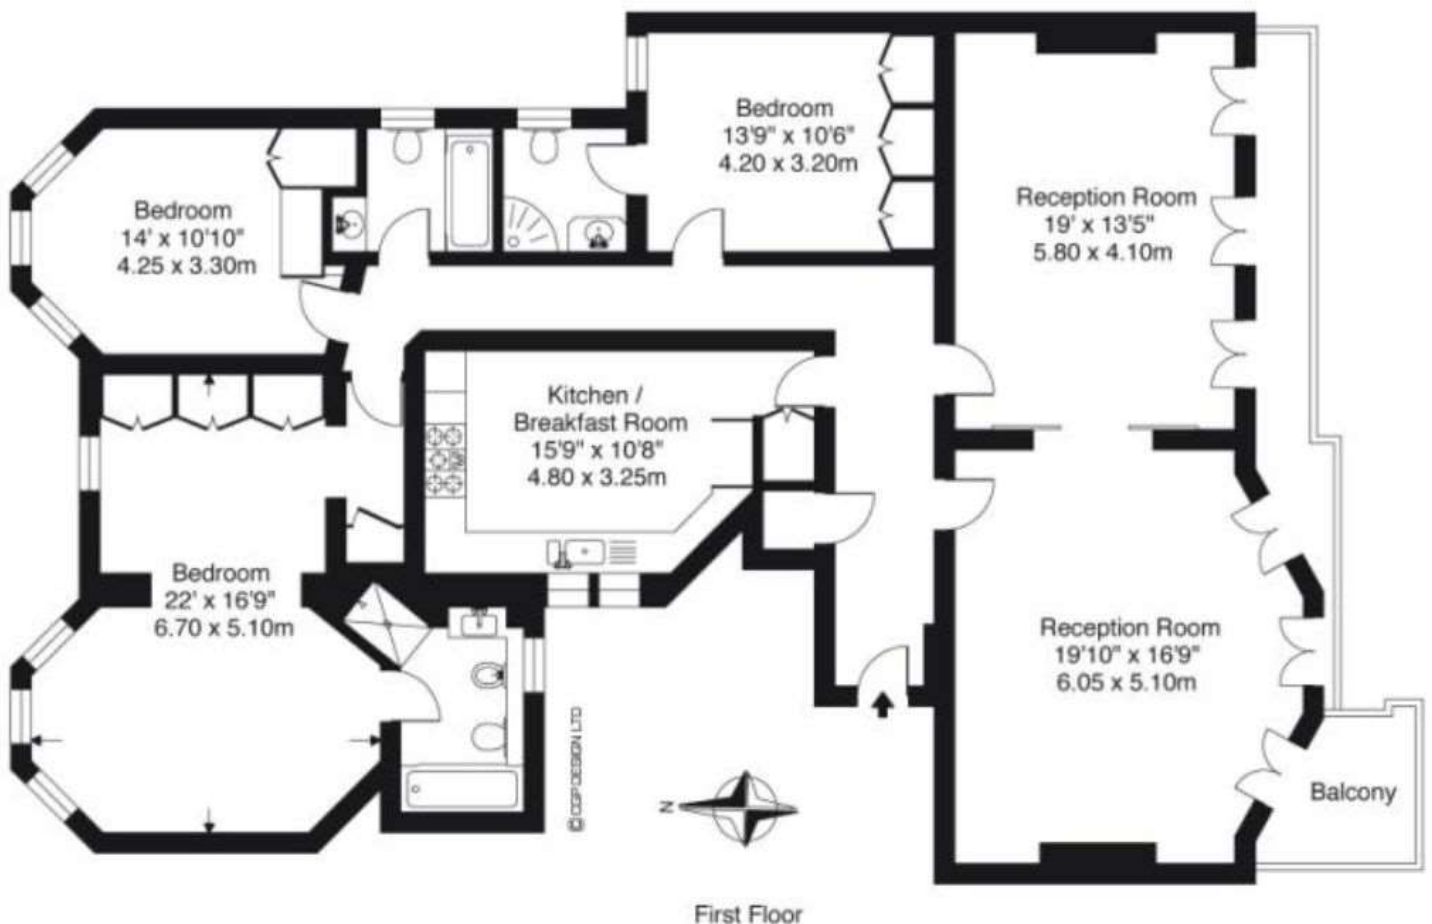 Bedroom
13'9" x 10'6"
4.20 x 3.20m
Reception Room
19' x 13'5"
5.80 x 4.10m
Bedroom
14' x 10'10"
4.25 x 3.30m
Kitchen /
Breakfast Room
15'9" x 10'8"
4.80 x 3.25m
Bedroom
22' x 16'9"
6.70 x 5.10m
Reception Room
19'10" x 16'9"
6.05 x 5.10m
Balcony
© CGP DESIGN LTD
N
First Floor